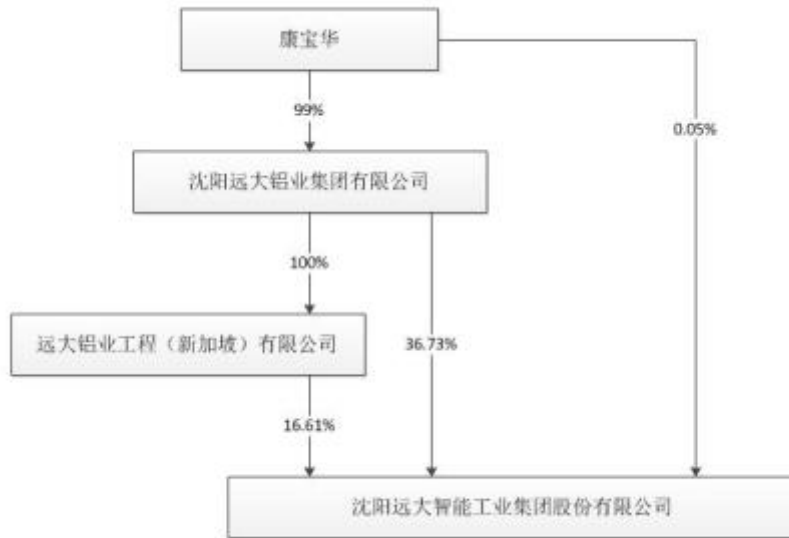 康宝华
99%
0.05%
沈阳远大铝业集团有限公司
100%
远大铝业工程（新加坡）有限公司
36.73%
16.61%
沈阳远大智能工业集团股份有限公司